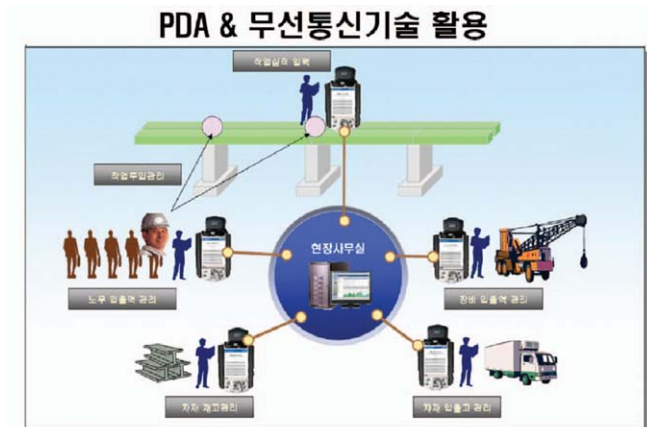 PDA & 무선통신기술 활용
작업실적 입력
작업투입관리
현장사무실
노무 입출역 관리
장비 입출역 관리
자재 재고관리
자재 입출고 관리